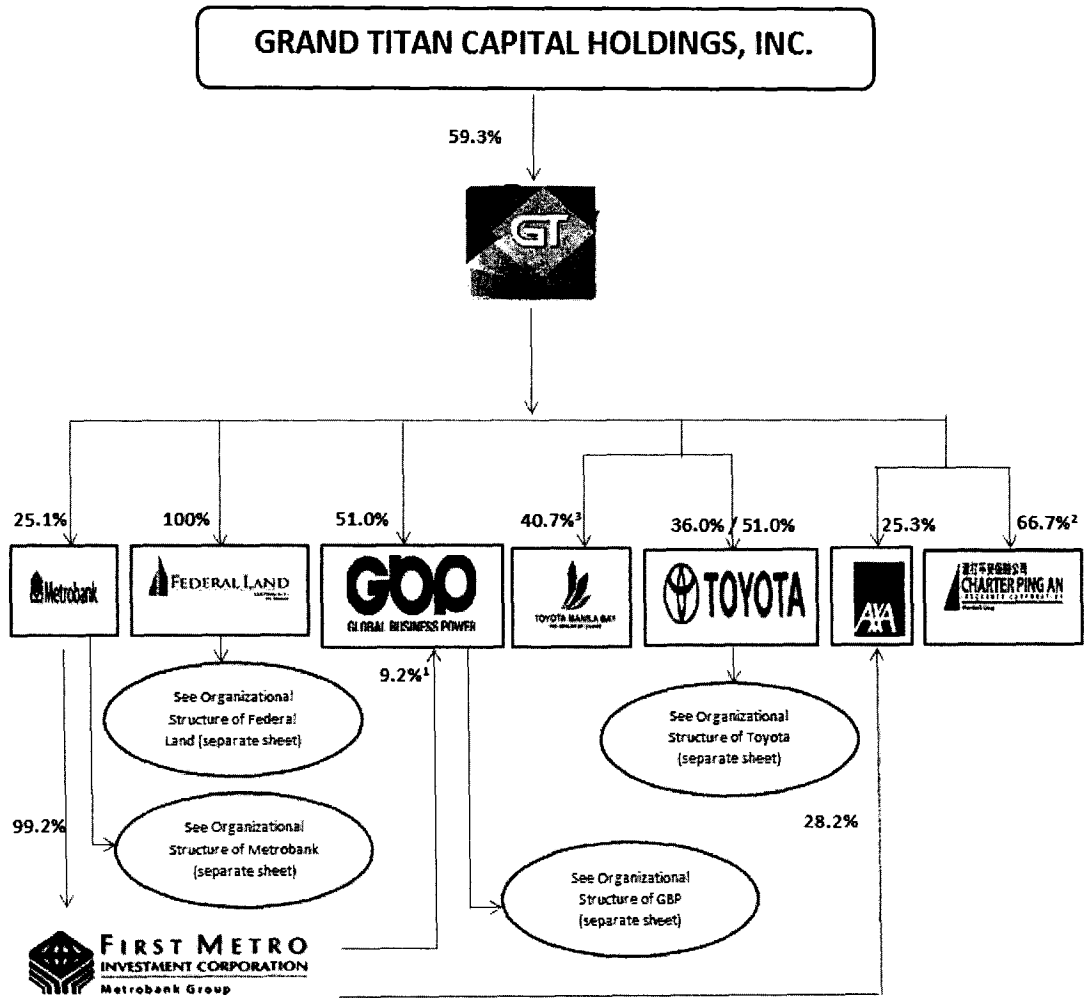 GRAND TITAN CAPITAL HOLDINGS, INC.
59.3%
GT
25.1%
100%
51.0%
40.7%³
36.0% / 51.0%
25.3%
66.7%²
Metrobank
FEDERAL LAND
GBP
GLOBAL BUSINESS POWER
TOYOTA MANILA BAY
TOYOTA
AXA
CHARTER PING AN
INSURANCE CORPORATION
9.2%¹
See Organizational
Structure of Federal
Land (separate sheet)
See Organizational
Structure of Toyota
(separate sheet)
99.2%
See Organizational
Structure of Metrobank
(separate sheet)
28.2%
See Organizational
Structure of GBP
(separate sheet)
FIRST METRO
INVESTMENT CORPORATION
Metrobank Group